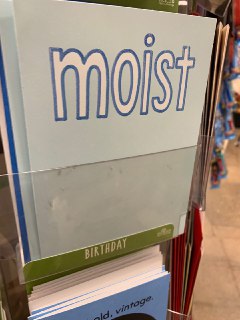 moist
BIRTHDAY
old, vintage.